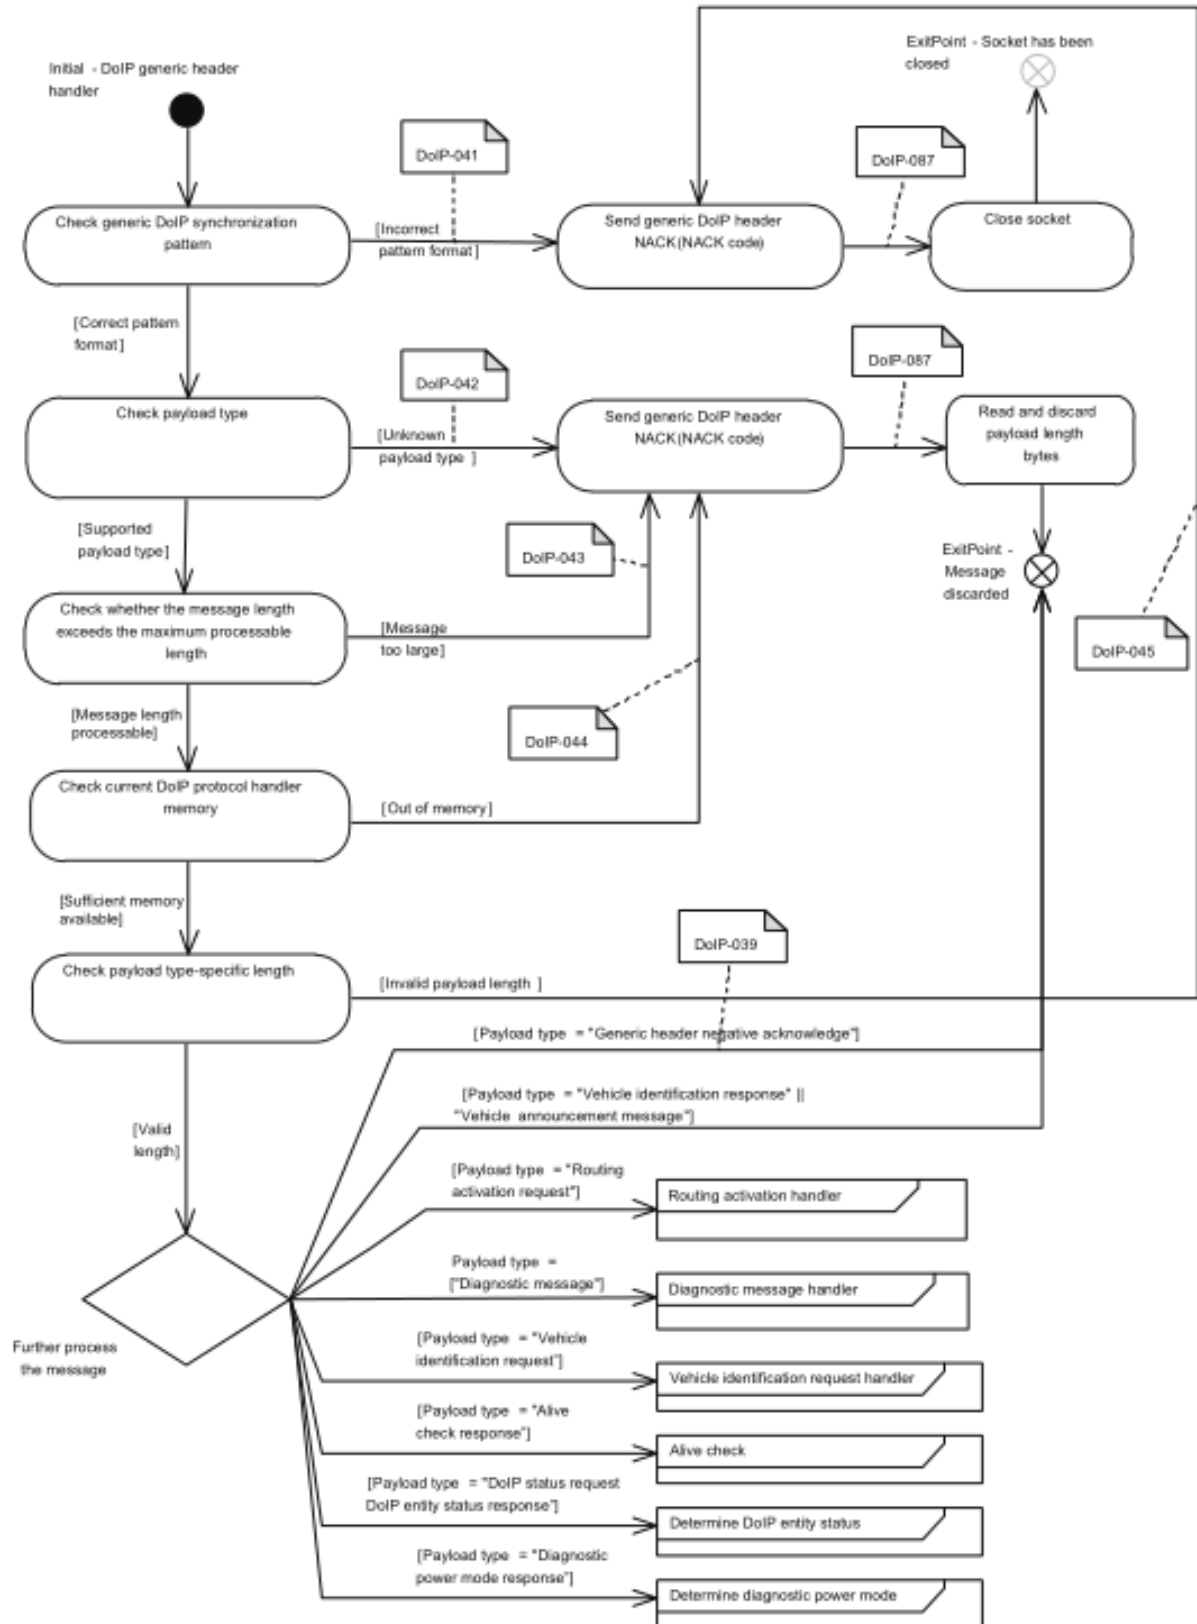 Initial - DoIP generic header
handler
ExitPoint - Socket has been
closed
DoIP-041
DoIP-087
Check generic DoIP synchronization
pattern
[Incorrect
pattern format]
Send generic DoIP header
NACK(NACK code)
Close socket
[Correct pattern
format]
DoIP-042
DoIP-087
Check payload type
[Unknown
payload type ]
Send generic DoIP header
NACK(NACK code)
Read and discard
payload length
bytes
[Supported
payload type]
DoIP-043
ExitPoint -
Message
discarded
Check whether the message length
exceeds the maximum processable
length
[Message
too large]
DoIP-045
[Message length
processable]
DoIP-044
Check current DoIP protocol handler
memory
[Out of memory]
[Sufficient memory
available]
DoIP-039
Check payload type-specific length
[Invalid payload length ]
[Payload type = "Generic header negative acknowledge"]
[Payload type = "Vehicle identification response" ||
"Vehicle announcement message"]
[Valid
length]
[Payload type = "Routing
activation request"]
Routing activation handler
Payload type =
["Diagnostic message"]
Diagnostic message handler
Further process
the message
[Payload type = "Vehicle
identification request"]
Vehicle identification request handler
[Payload type = "Alive
check response"]
Alive check
[Payload type = "DoIP status request
DoIP entity status response"]
Determine DoIP entity status
[Payload type = "Diagnostic
power mode response"]
Determine diagnostic power mode